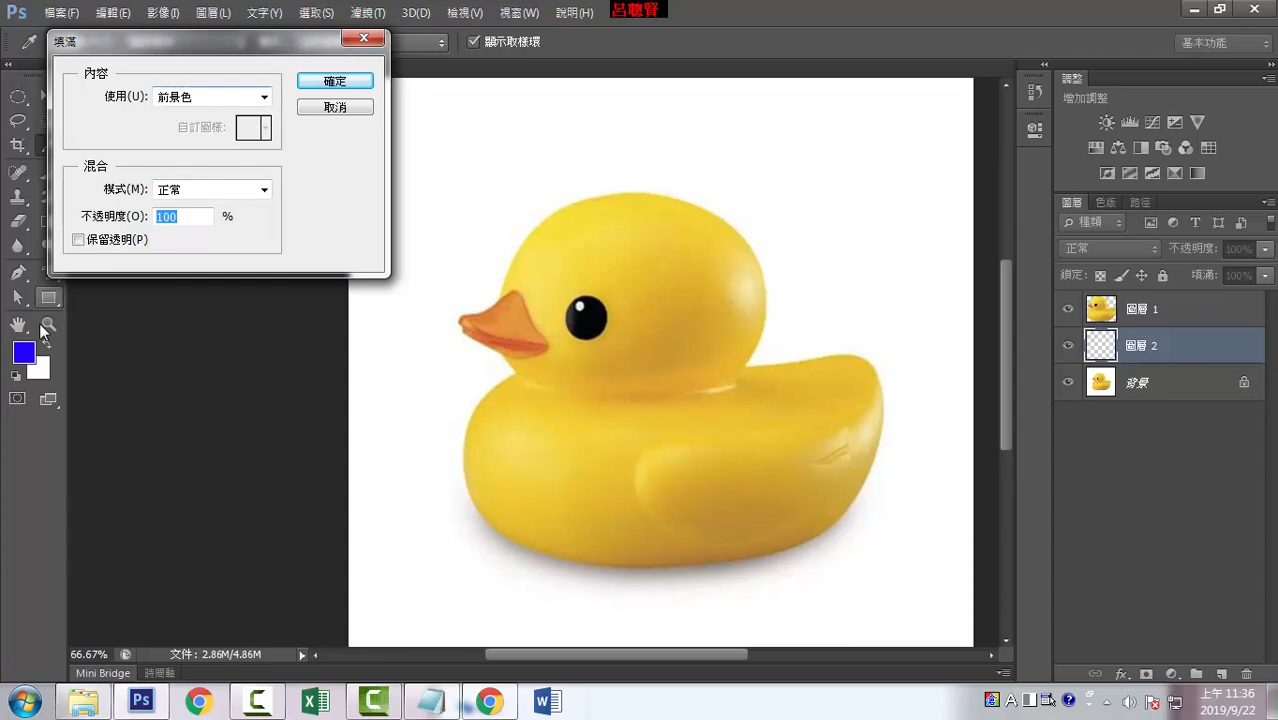 Ps 檔案(F) 編輯(E) 影像(I) 圖層(L) 文字(Y) 選取(S) 濾鏡(T) 3D(D) 檢視(V) 視窗(W) 說明(H) 呂聰賢
顯示取樣環 基本功能
填滿
內容
使用(U): 前景色
自訂圖樣:
確定
取消
混合
模式(M): 正常
不透明度(O): 100 %
保留透明(P)
調整
增加調整
圖層 色版 路徑
種類
正常 不透明度: 100%
鎖定: 填滿: 100%
圖層 1
圖層 2
背景
66.67% 文件: 2.86M/4.86M
Mini Bridge 時間軸
上午 11:36
2019/9/22